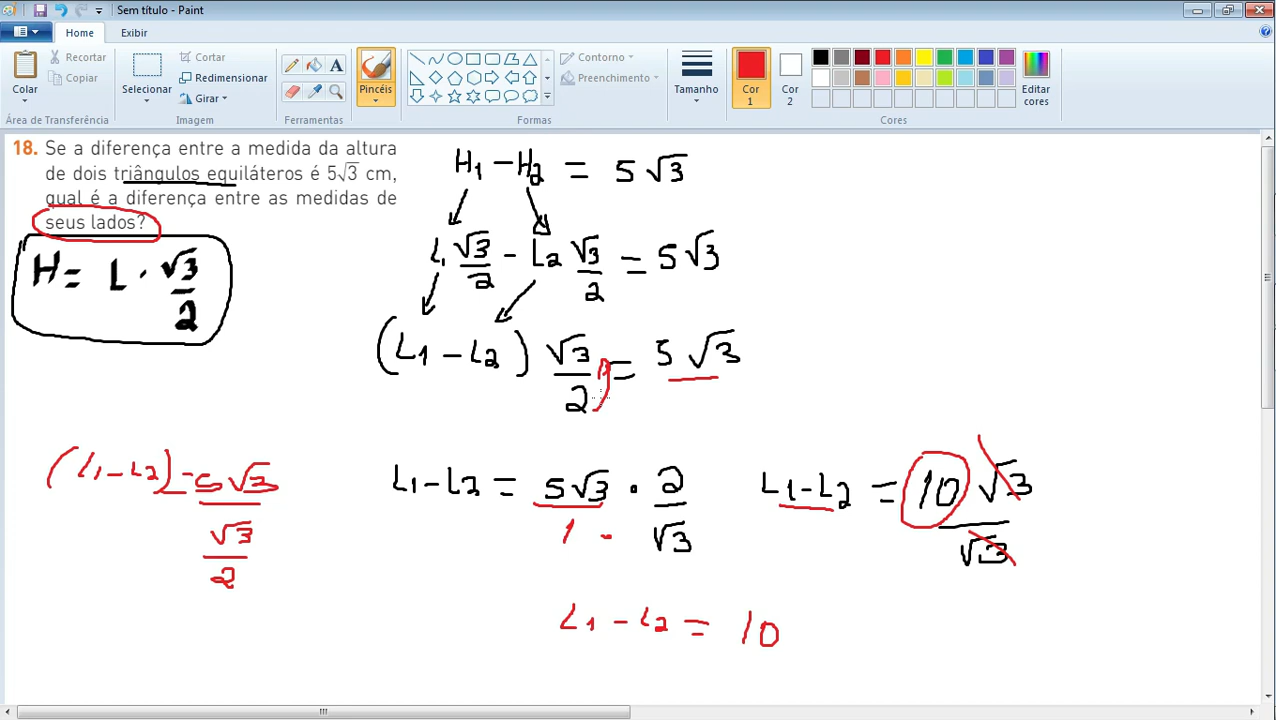 Sem título - Paint
Home Exibir
Colar
Recortar
Copiar
Selecionar
Cortar
Redimensionar
Girar
A
Pincéis
Contorno
Preenchimento
Tamanho
Cor 1
Cor 2
Editar cores
Área de Transferência Imagem Ferramentas Formas Cores
18. Se a diferença entre a medida da altura
de dois triângulos equiláteros é 5√3 cm,
qual é a diferença entre as medidas de
seus lados?
H = L · √3/2
H1 - H2 = 5√3
L1 √3/2 - L2 √3/2 = 5√3
(L1 - L2) √3/2 = 5√3
(L1 - L2) = 5√3 / √3/2
L1 - L2 = 5√3/1 · 2/√3
L1 - L2 = 10√3/√3
L1 - L2 = 10